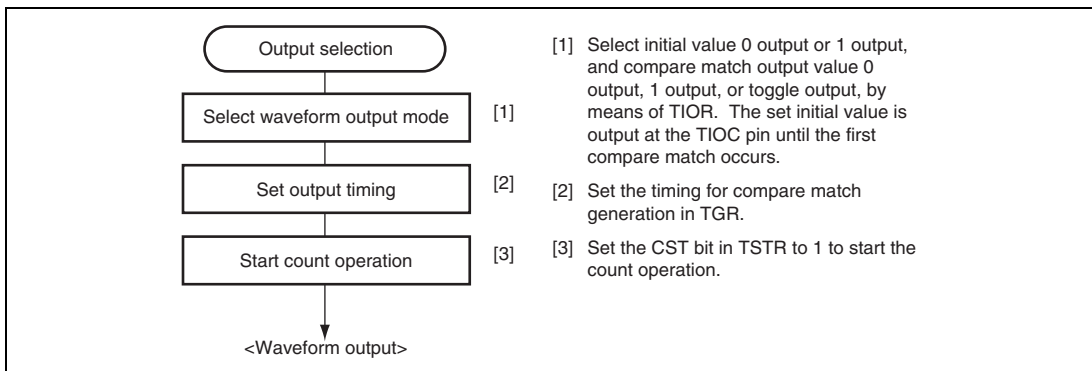 Output selection
Select waveform output mode
[1]
Set output timing
[2]
Start count operation
[3]
<Waveform output>
[1] Select initial value 0 output or 1 output,
and compare match output value 0
output, 1 output, or toggle output, by
means of TIOR. The set initial value is
output at the TIOC pin until the first
compare match occurs.
[2] Set the timing for compare match
generation in TGR.
[3] Set the CST bit in TSTR to 1 to start the
count operation.